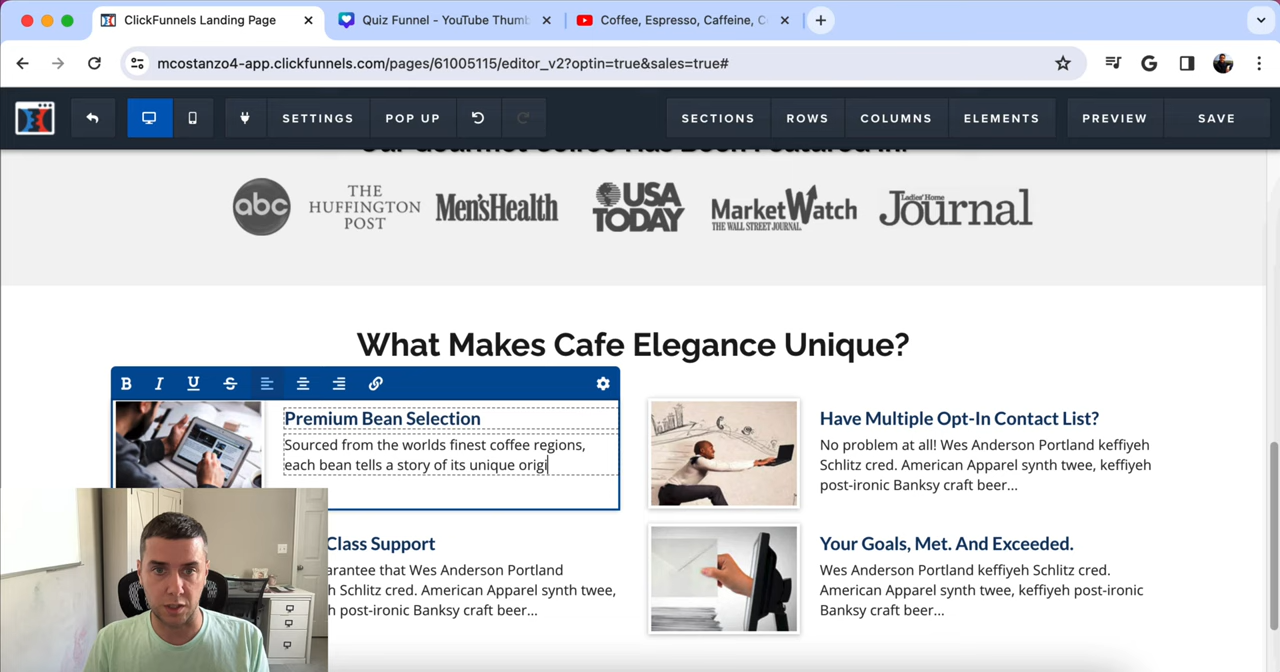 ClickFunnels Landing Page
Quiz Funnel - YouTube Thumb
Coffee, Espresso, Caffeine, C
mcostanzo4-app.clickfunnels.com/pages/61005115/editor_v2?optin=true&sales=true#
SETTINGS
POP UP
SECTIONS
ROWS
COLUMNS
ELEMENTS
PREVIEW
SAVE
Our Gourmet Coffee Has Been Featured In:
abc
THE
HUFFINGTON
POST
Men'sHealth
USA
TODAY
MarketWatch
THE WALL STREET JOURNAL.
Ladies' Home
Journal
What Makes Cafe Elegance Unique?
B I U S
Premium Bean Selection
Sourced from the worlds finest coffee regions,
each bean tells a story of its unique origi
Have Multiple Opt-In Contact List?
No problem at all! Wes Anderson Portland keffiyeh
Schlitz cred. American Apparel synth twee, keffiyeh
post-ironic Banksy craft beer...
Class Support
arantee that Wes Anderson Portland
h Schlitz cred. American Apparel synth twee,
h post-ironic Banksy craft beer...
Your Goals, Met. And Exceeded.
Wes Anderson Portland keffiyeh Schlitz cred.
American Apparel synth twee, keffiyeh post-ironic
Banksy craft beer...